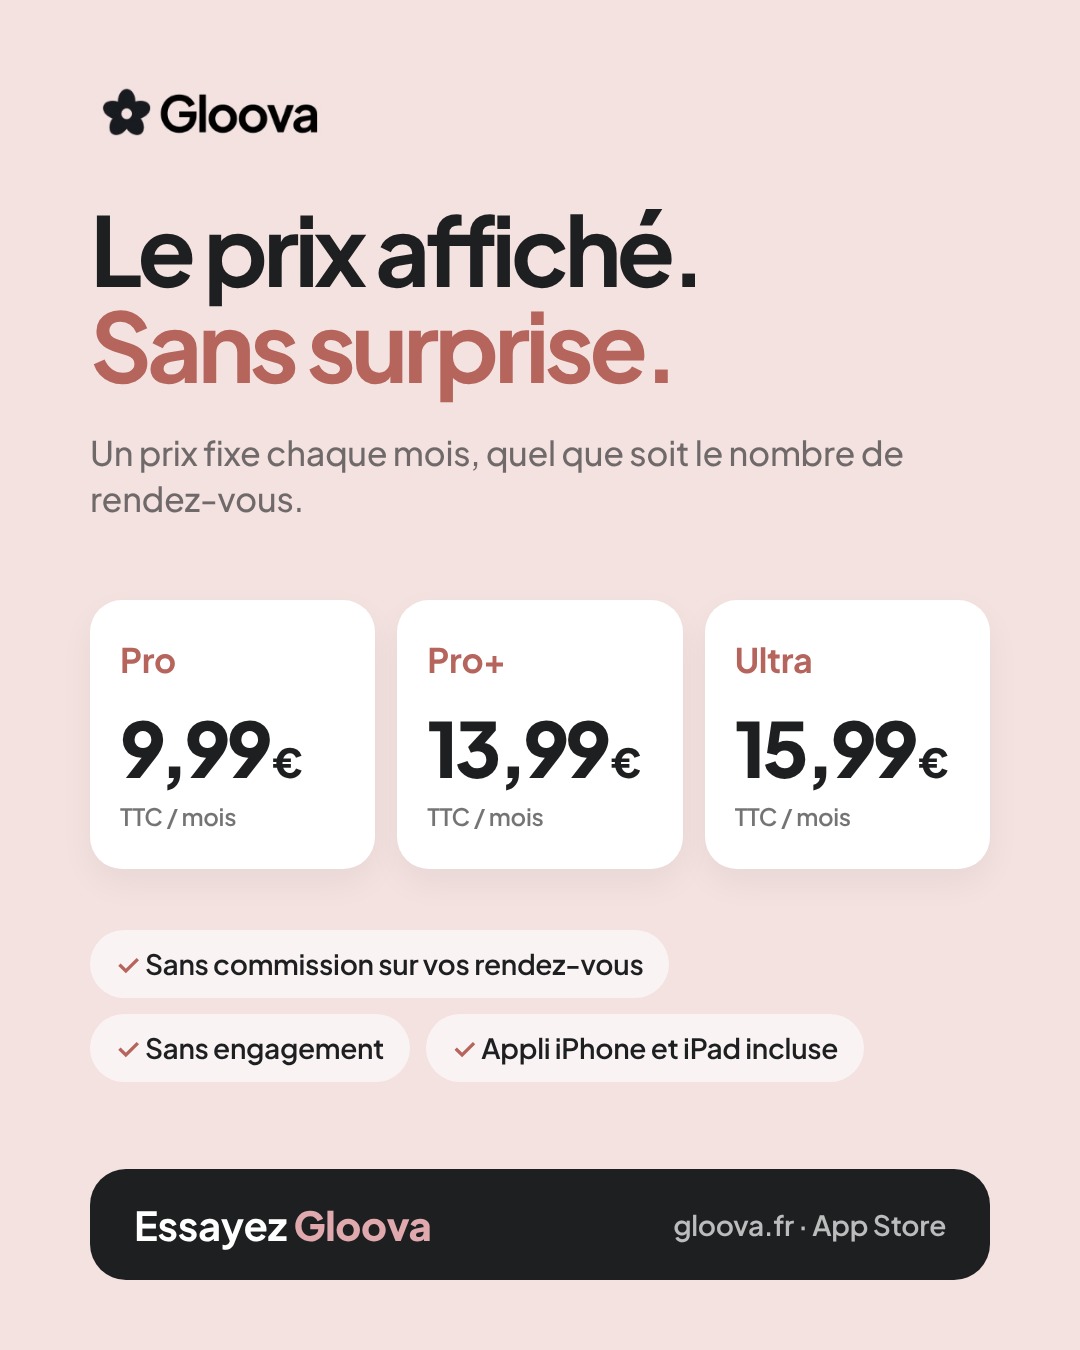 Gloova
Le prix affiché.
Sans surprise.
Un prix fixe chaque mois, quel que soit le nombre de
rendez-vous.
Pro
9,99€
TTC / mois
Pro+
13,99€
TTC / mois
Ultra
15,99€
TTC / mois
✓ Sans commission sur vos rendez-vous
✓ Sans engagement
✓ Appli iPhone et iPad incluse
Essayez Gloova
gloova.fr · App Store